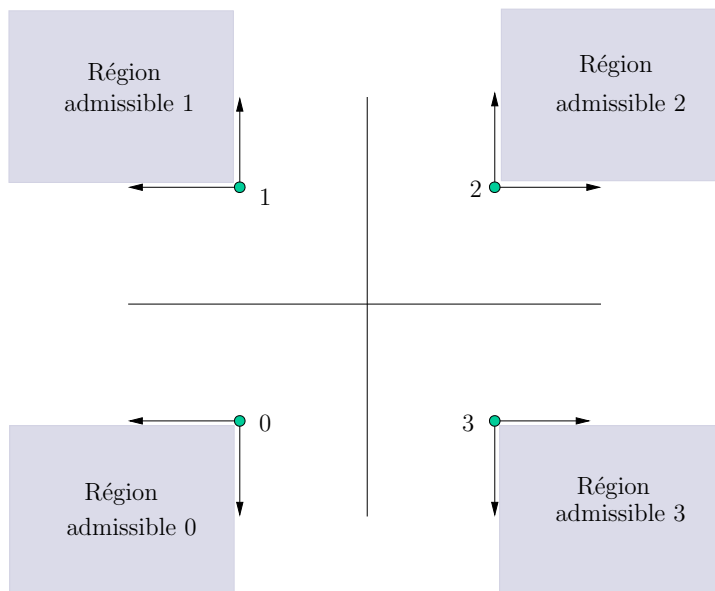 Région
admissible 1
Région
admissible 2
1
2
0
3
Région
admissible 0
Région
admissible 3